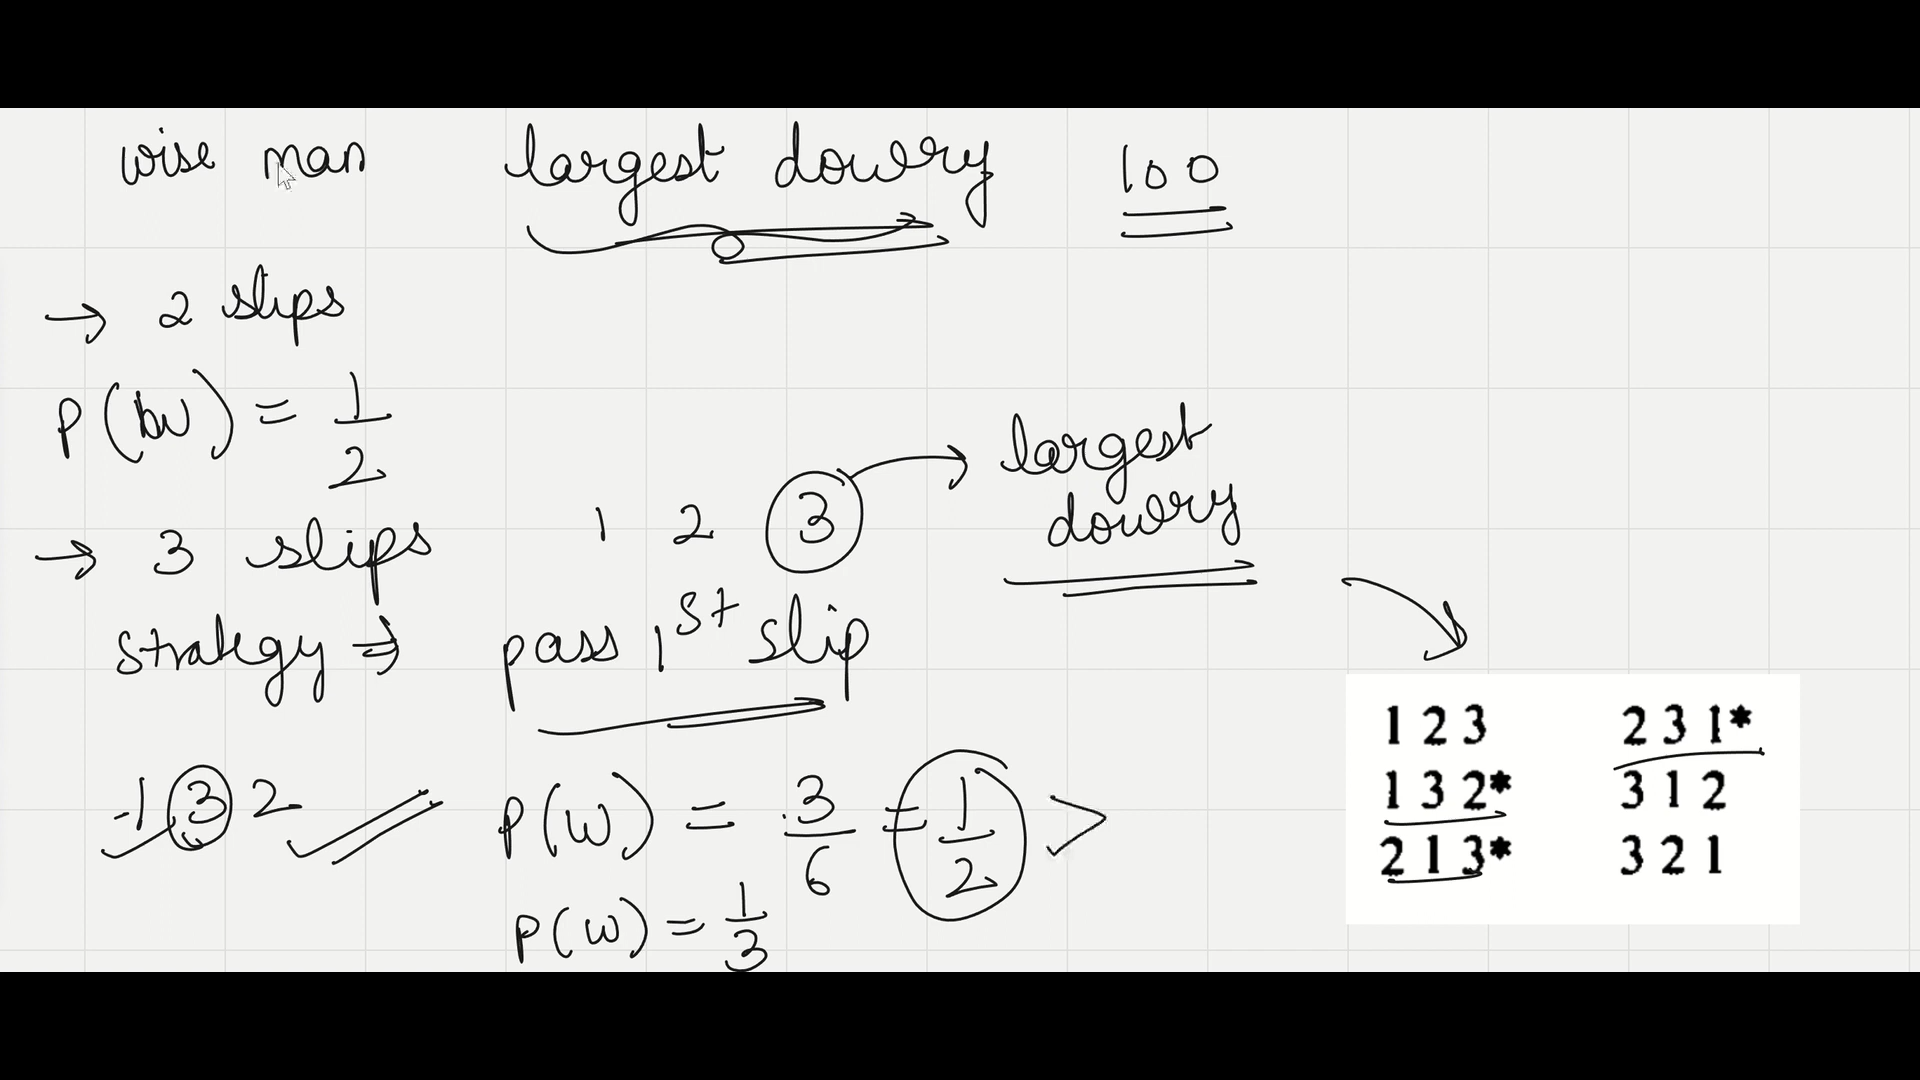 wise man largest dowry 100
→ 2 slips
P(W) = 1/2
1 2 3 → largest dowry
→ 3 slips
strategy ⇒ pass 1st slip
1 3 2
P(W) = 3/6 = 1/2 >
P(W) = 1/3
1 2 3 2 3 1*
1 3 2* 3 1 2
2 1 3* 3 2 1